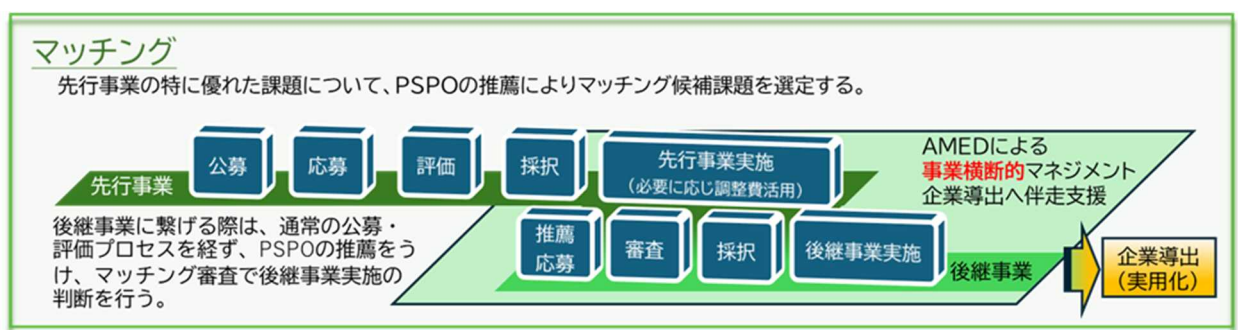 マッチング
先行事業の特に優れた課題について、PSPOの推薦によりマッチング候補課題を選定する。
公募
応募
評価
採択
先行事業実施
（必要に応じ調整費活用）
先行事業
AMEDによる
事業横断的マネジメント
企業導出へ伴走支援
後継事業に繋げる際は、通常の公募・
評価プロセスを経ず、PSPOの推薦をう
け、マッチング審査で後継事業実施の
判断を行う。
推薦
応募
審査
採択
後継事業実施
後継事業
企業導出
（実用化）